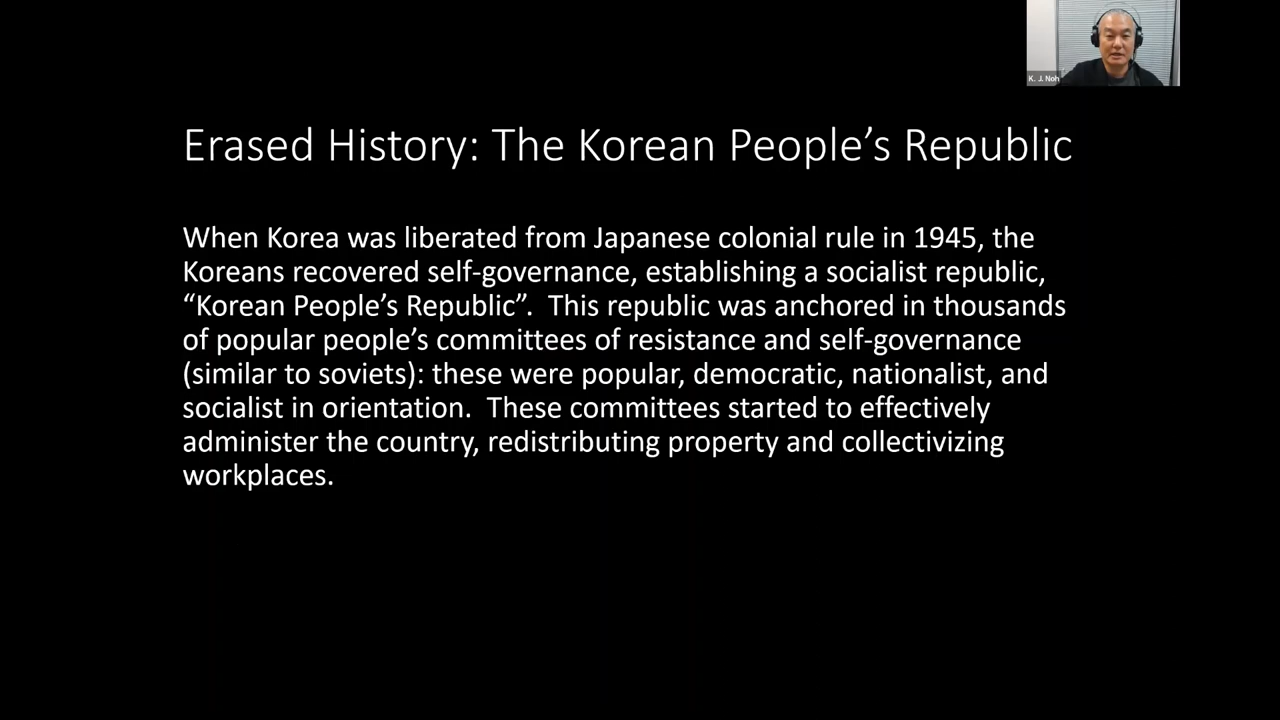 K. J. Noh
Erased History: The Korean People’s Republic
When Korea was liberated from Japanese colonial rule in 1945, the
Koreans recovered self-governance, establishing a socialist republic,
“Korean People’s Republic”.  This republic was anchored in thousands
of popular people’s committees of resistance and self-governance
(similar to soviets): these were popular, democratic, nationalist, and
socialist in orientation.  These committees started to effectively
administer the country, redistributing property and collectivizing
workplaces.